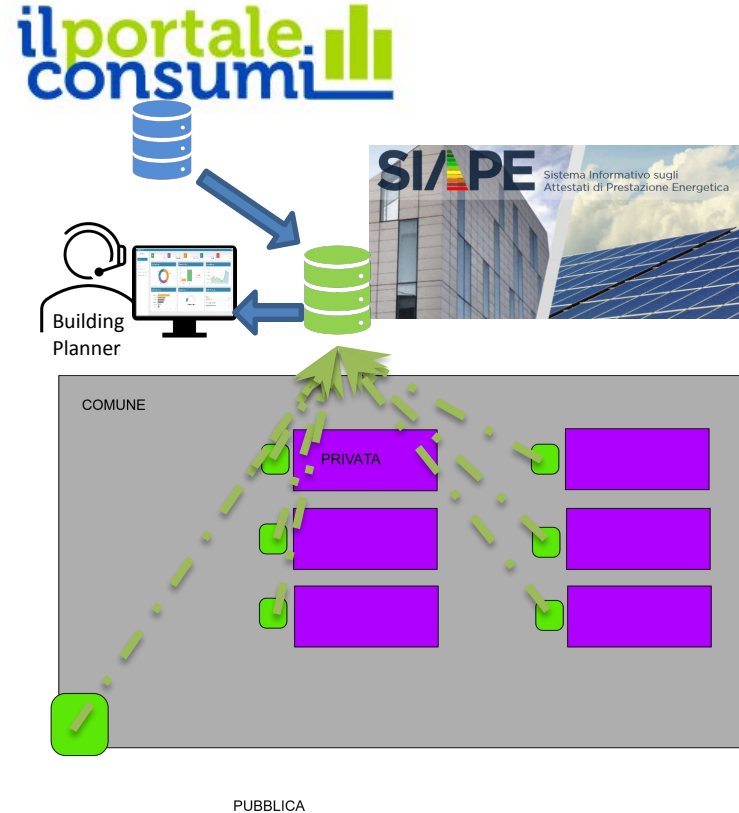 ilportale
consumi
SIAPE
Sistema Informativo sugli
Attestati di Prestazione Energetica
Building
Planner
COMUNE
PRIVATA
PUBBLICA